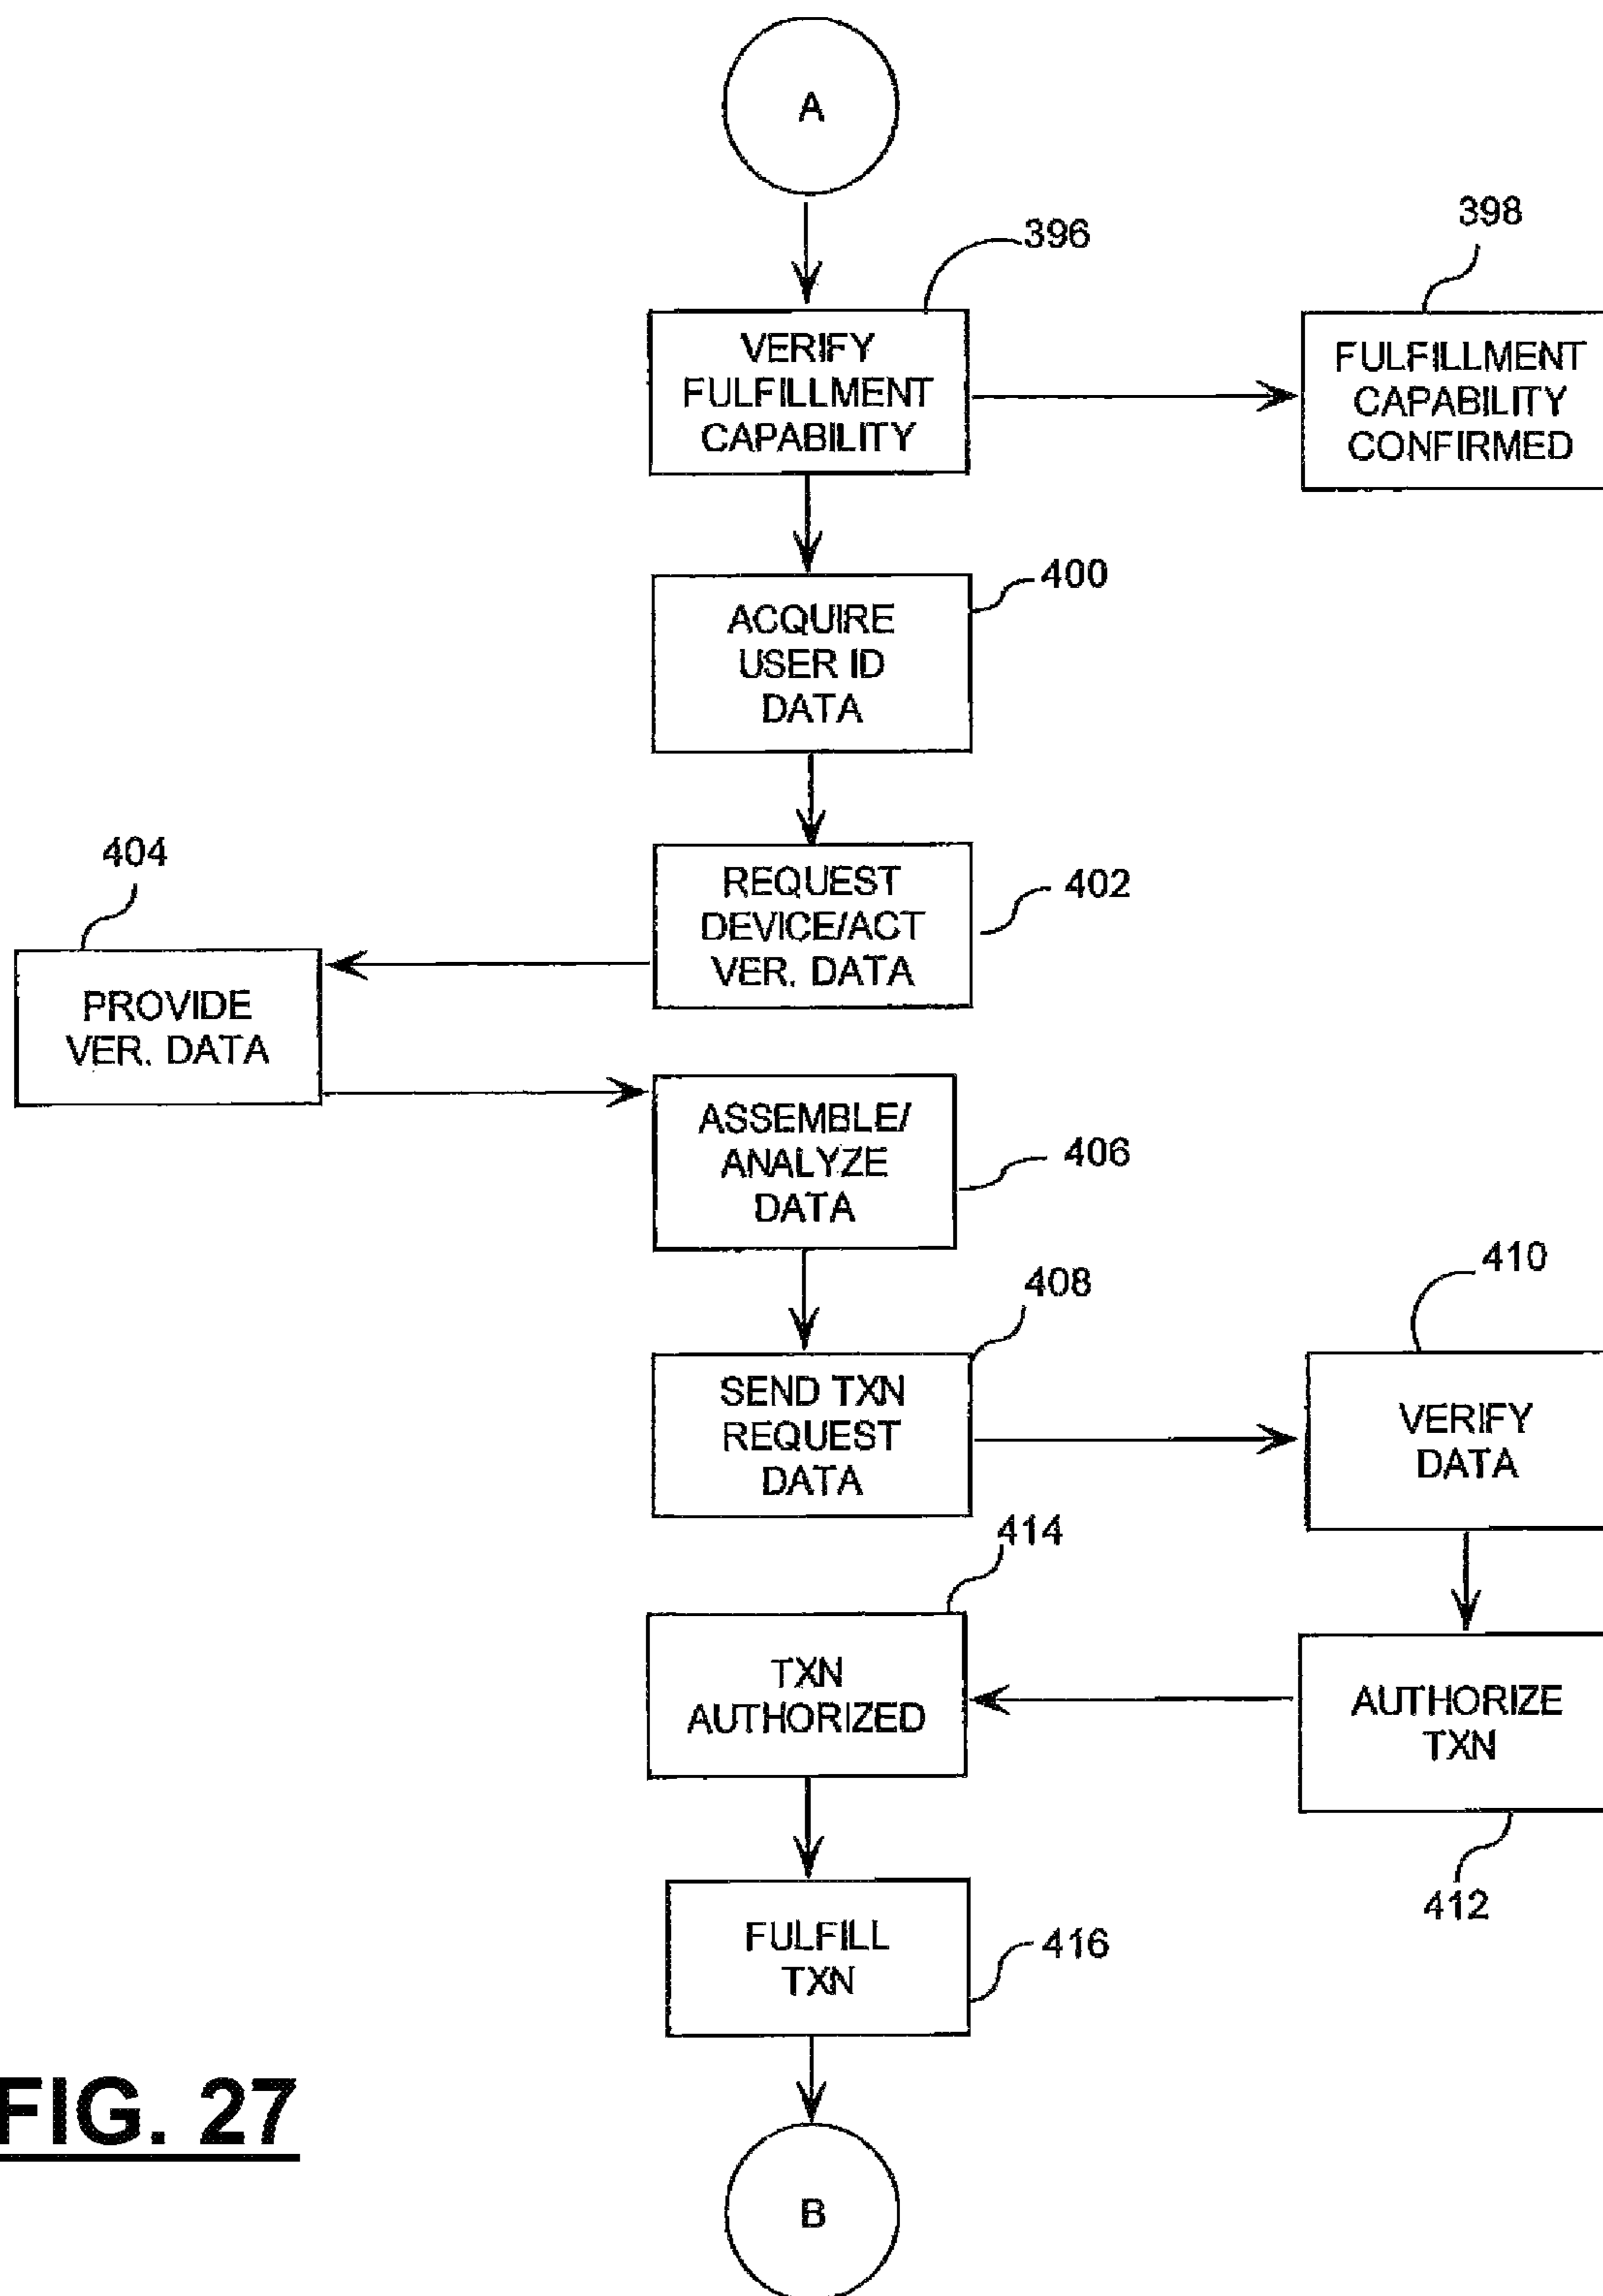 A
396
398
VERIFY
FULFILLMENT
CAPABILITY
FULFILLMENT
CAPABILITY
CONFIRMED
400
ACQUIRE
USER ID
DATA
404
402
REQUEST
DEVICE/ACT
VER. DATA
PROVIDE
VER. DATA
ASSEMBLE/
ANALYZE
DATA
406
408
410
SEND TXN
REQUEST
DATA
VERIFY
DATA
414
TXN
AUTHORIZED
AUTHORIZE
TXN
412
FULFILL
TXN
416
FIG. 27
B